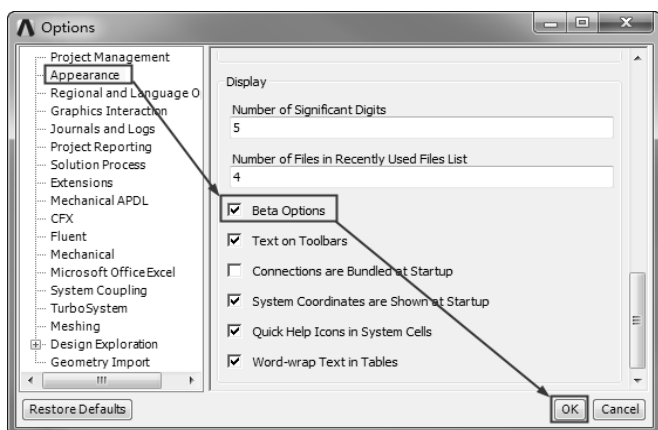 Options
Project Management
Appearance
Regional and Language O
Graphics Interaction
Journals and Logs
Project Reporting
Solution Process
Extensions
Mechanical APDL
CFX
Fluent
Mechanical
Microsoft Office Excel
System Coupling
TurboSystem
Meshing
Design Exploration
Geometry Import
Restore Defaults
Display
Number of Significant Digits
5
Number of Files in Recently Used Files List
4
Beta Options
Text on Toolbars
Connections are Bundled at Startup
System Coordinates are Shown at Startup
Quick Help Icons in System Cells
Word-wrap Text in Tables
OK
Cancel